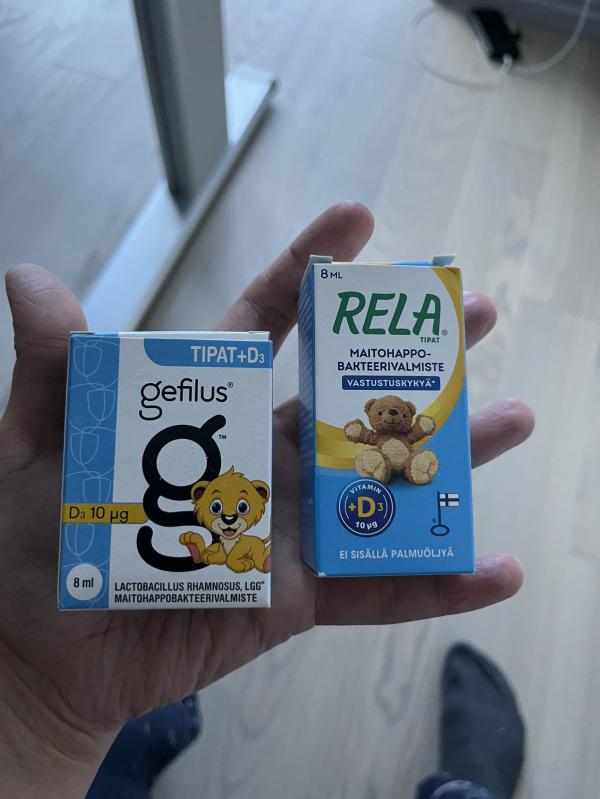 TIPAT+D₃
gefilus®
g™
D₃ 10 µg
8 ml
LACTOBACILLUS RHAMNOSUS, LGG®
MAITOHAPPOBAKTEERIVALMISTE
8 ML
RELA®
TIPAT
MAITOHAPPO-
BAKTEERIVALMISTE
VASTUSTUSKYKYÄ*
VITAMIN
+D₃
10 µg
EI SISÄLLÄ PALMUÖLJYÄ